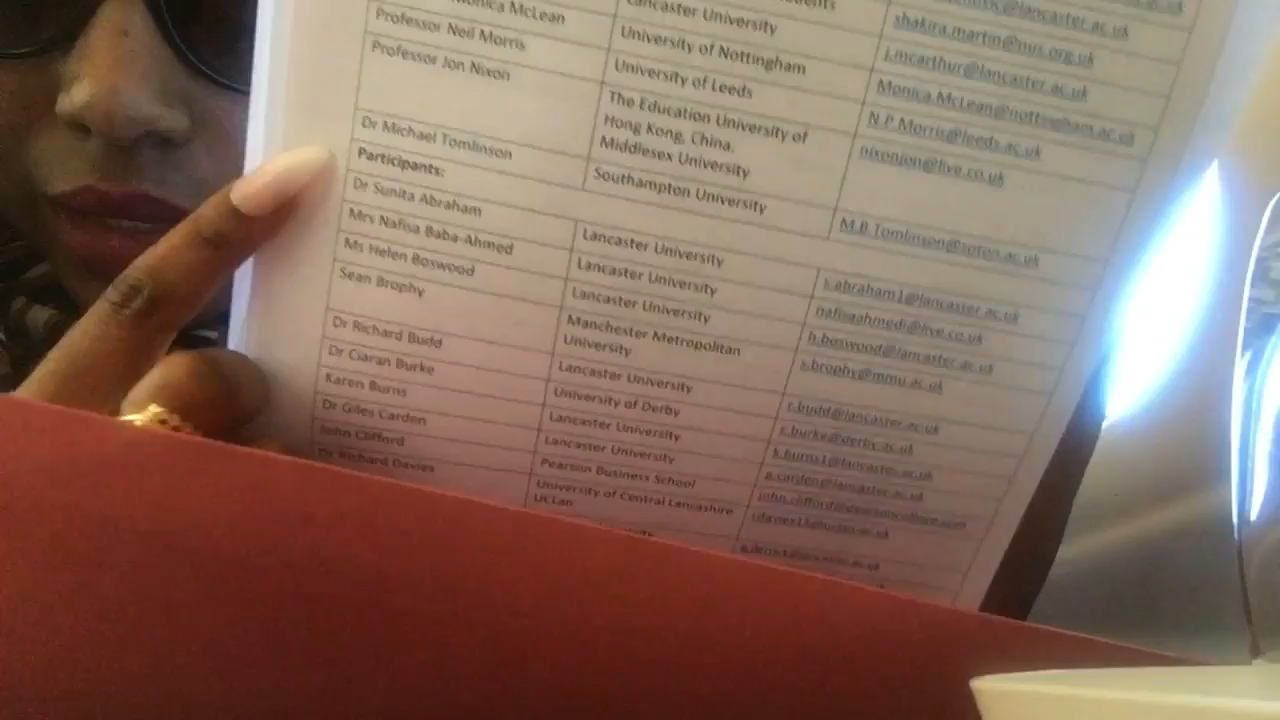 shakira.martin@nus.org.uk
Lancaster University
j.mcarthur@lancaster.ac.uk
Monica McLean University of Nottingham Monica.McLean@nottingham.ac.uk
Professor Neil Morris University of Leeds N.P.Morris@leeds.ac.uk
Professor Jon Nixon The Education University of nixonjon@live.co.uk
Hong Kong, China.
Middlesex University
Dr Michael Tomlinson Southampton University M.B.Tomlinson@soton.ac.uk
Participants:
Dr Sunita Abraham Lancaster University s.abraham1@lancaster.ac.uk
Mrs Nafisa Baba-Ahmed Lancaster University nafisaahmedi@live.co.uk
Ms Helen Boswood Lancaster University h.boswood@lancaster.ac.uk
Sean Brophy Manchester Metropolitan s.brophy@mmu.ac.uk
University
Dr Richard Budd Lancaster University r.budd@lancaster.ac.uk
Dr Ciaran Burke University of Derby c.burke@derby.ac.uk
Karen Burns Lancaster University k.burns1@lancaster.ac.uk
Dr Giles Carden Lancaster University g.carden@lancaster.ac.uk
John Clifford Pearson Business School
Dr Richard Davies University of Central Lancashire
UCLan